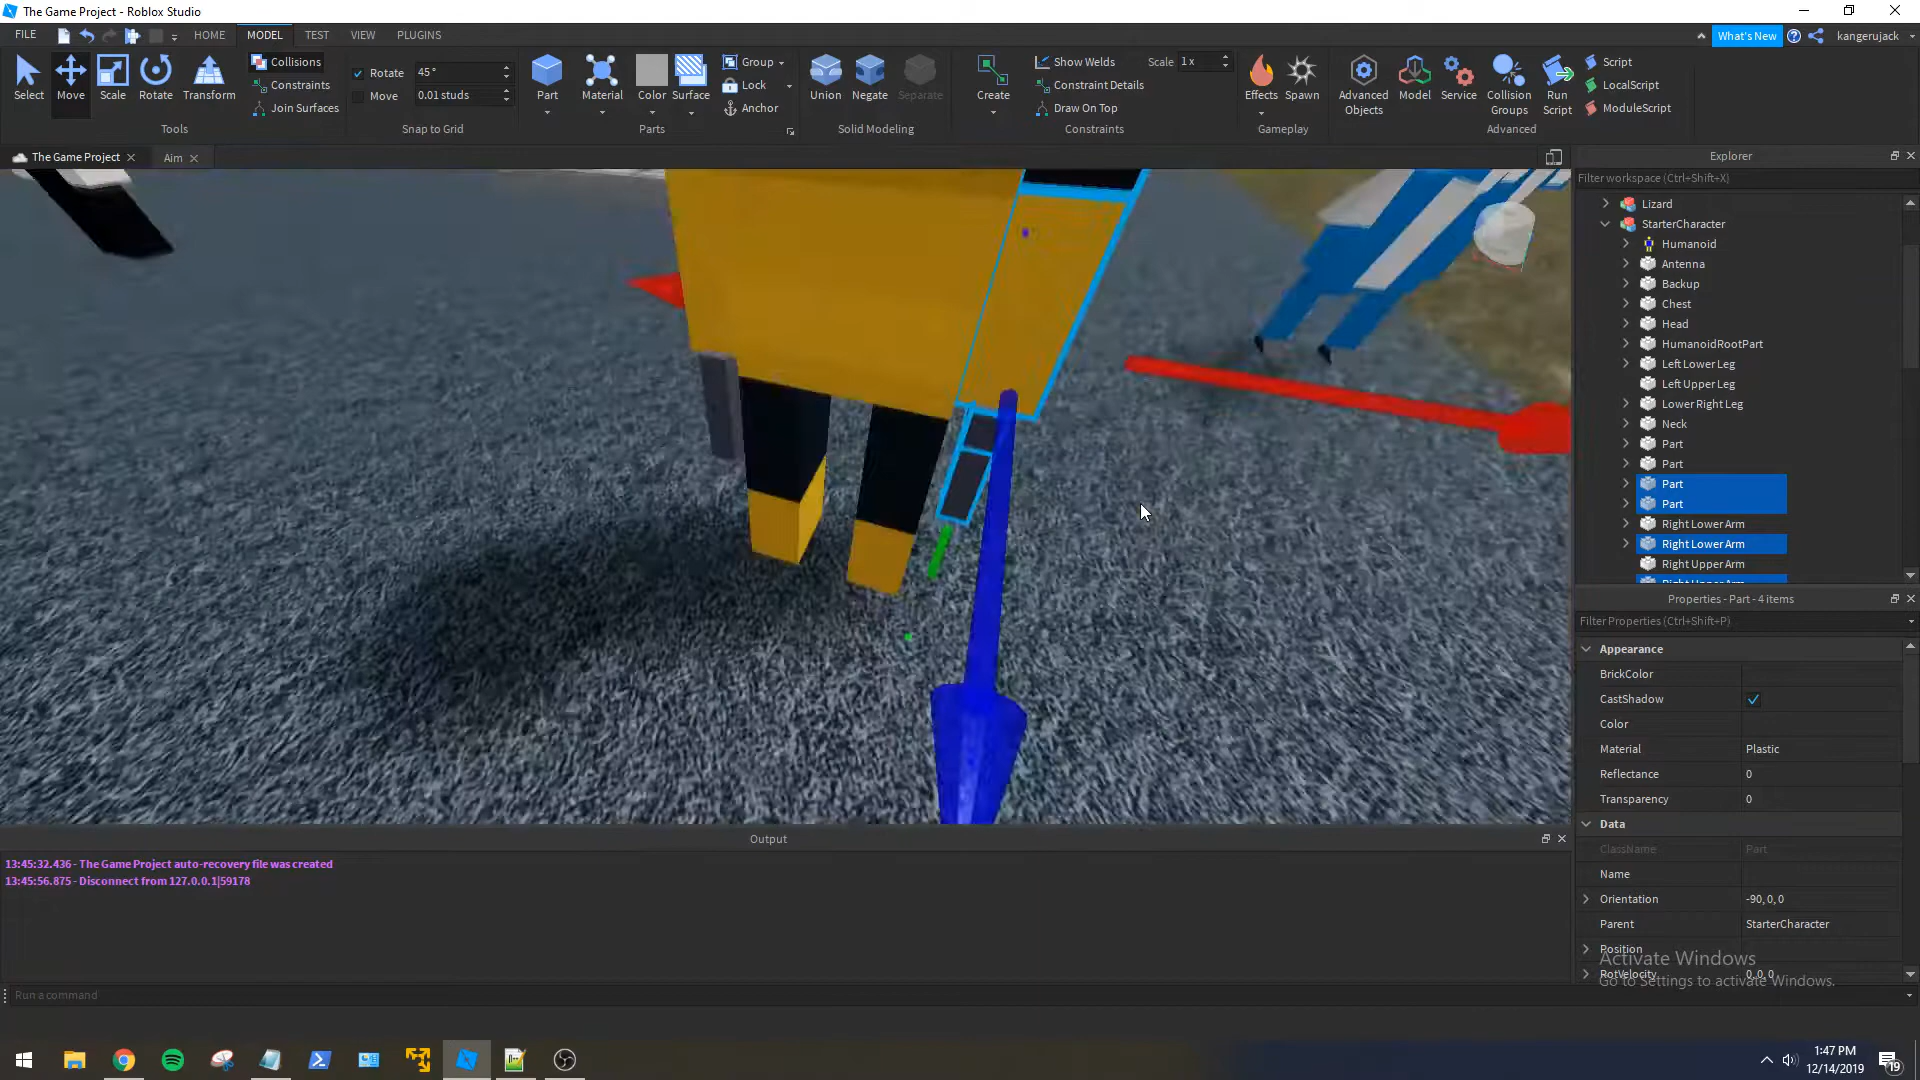 The Game Project - Roblox Studio
FILE HOME MODEL TEST VIEW PLUGINS
What's New kangerujack
Select Move Scale Rotate Transform
Collisions
Constraints
Join Surfaces
Tools
Rotate 45°
Move 0.01 studs
Snap to Grid
Part Material Color Surface
Group
Lock
Anchor
Parts
Union Negate Separate
Solid Modeling
Create
Show Welds
Constraint Details
Draw On Top
Scale 1 x
Constraints
Effects Spawn
Gameplay
Advanced Objects
Model Service
Collision Groups
Run Script
Script
LocalScript
ModuleScript
Advanced
The Game Project
Aim
Explorer
Filter workspace (Ctrl+Shift+X)
Lizard
StarterCharacter
Humanoid
Antenna
Backup
Chest
Head
HumanoidRootPart
Left Lower Leg
Left Upper Leg
Lower Right Leg
Neck
Part
Part
Part
Part
Right Lower Arm
Right Lower Arm
Right Upper Arm
Right Upper Arm
Properties - Part - 4 items
Filter Properties (Ctrl+Shift+P)
Appearance
BrickColor
CastShadow
Color
Material Plastic
Reflectance 0
Transparency 0
Data
ClassName Part
Name
Orientation -90, 0, 0
Parent StarterCharacter
Position
RotVelocity 0, 0, 0
Activate Windows
Go to Settings to activate Windows.
Output
13:45:32.436 - The Game Project auto-recovery file was created
13:45:56.875 - Disconnect from 127.0.0.1|59178
Run a command
1:47 PM
12/14/2019
19